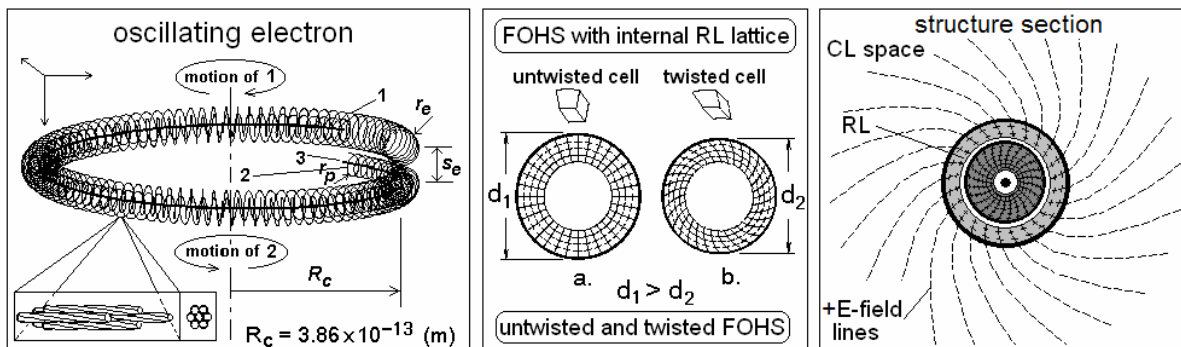 oscillating electron
motion of 1
1
r_e
3
r_p
2
s_e
motion of 2
R_c
R_c = 3.86 x 10^-13 (m)
FOHS with internal RL lattice
untwisted cell twisted cell
d_1 d_2
a. b.
d_1 > d_2
untwisted and twisted FOHS
structure section
CL space
RL
+E-field
lines